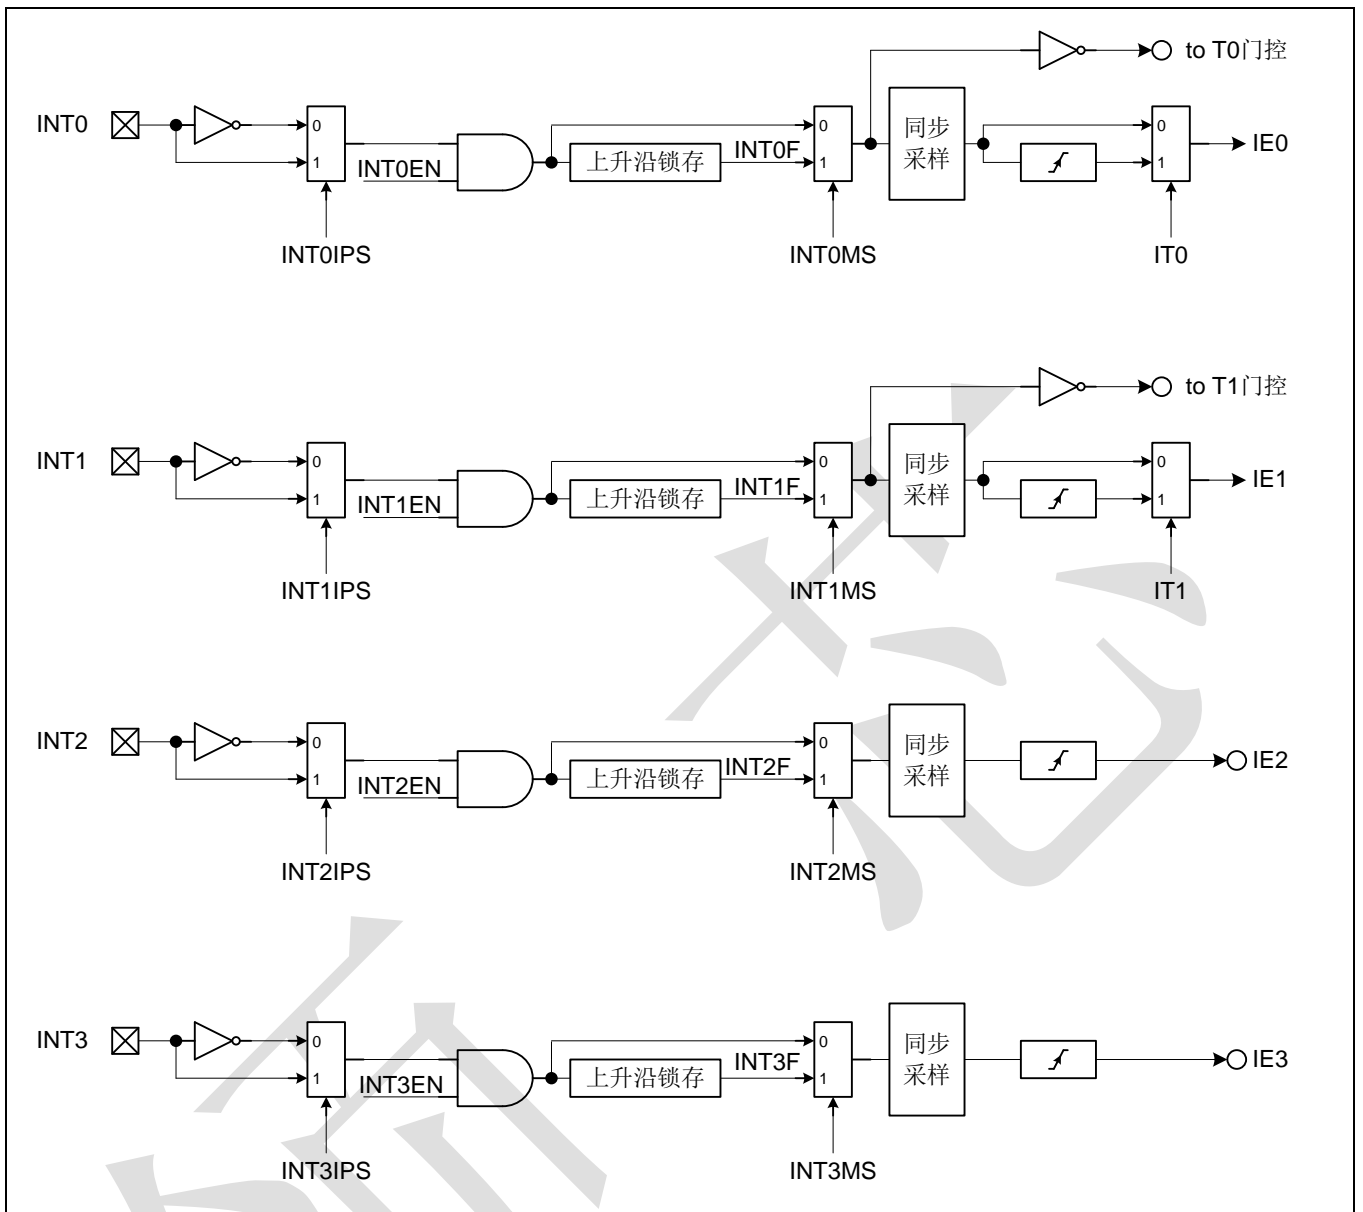 to T0门控
INT0 0 1 INT0EN 上升沿锁存 INT0F 0 1 同步采样 0 1 IE0
INT0IPS INT0MS IT0
to T1门控
INT1 0 1 INT1EN 上升沿锁存 INT1F 0 1 同步采样 0 1 IE1
INT1IPS INT1MS IT1
INT2 0 1 INT2EN 上升沿锁存 INT2F 0 1 同步采样 IE2
INT2IPS INT2MS
INT3 0 1 INT3EN 上升沿锁存 INT3F 0 1 同步采样 IE3
INT3IPS INT3MS